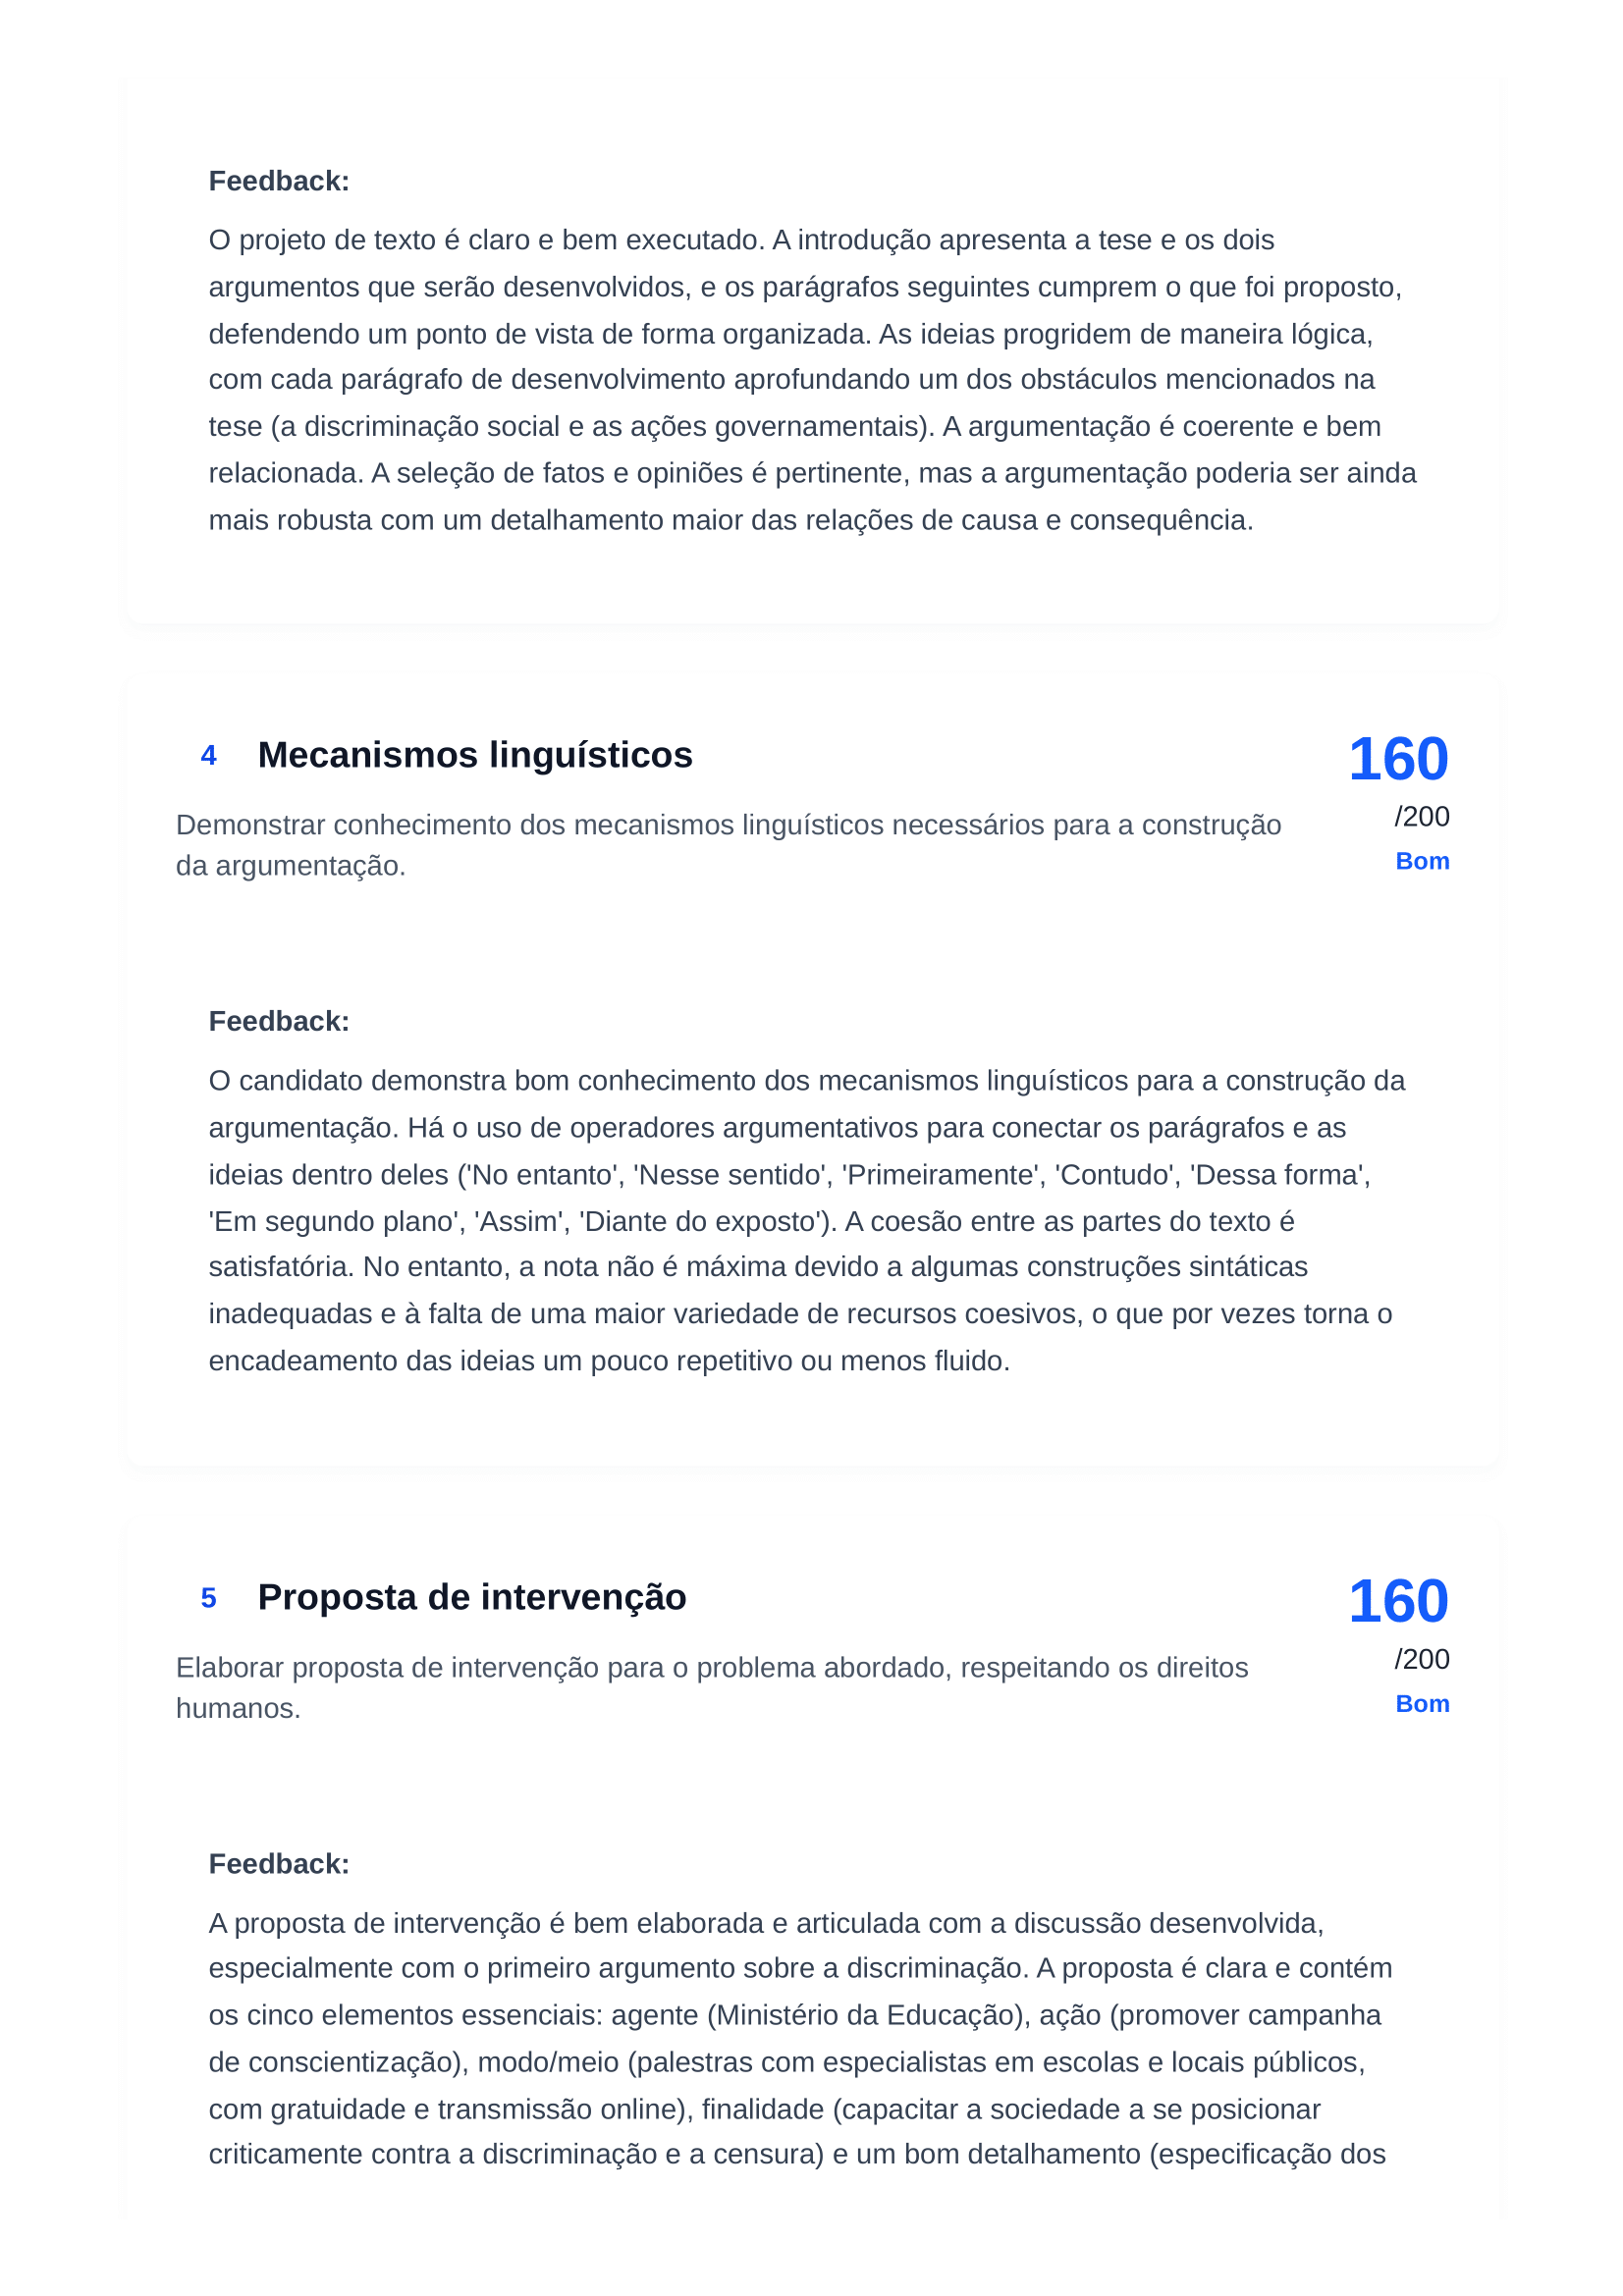 Feedback:
O projeto de texto é claro e bem executado. A introdução apresenta a tese e os dois
argumentos que serão desenvolvidos, e os parágrafos seguintes cumprem o que foi proposto,
defendendo um ponto de vista de forma organizada. As ideias progridem de maneira lógica,
com cada parágrafo de desenvolvimento aprofundando um dos obstáculos mencionados na
tese (a discriminação social e as ações governamentais). A argumentação é coerente e bem
relacionada. A seleção de fatos e opiniões é pertinente, mas a argumentação poderia ser ainda
mais robusta com um detalhamento maior das relações de causa e consequência.
4 Mecanismos linguísticos
160
/200
Bom
Demonstrar conhecimento dos mecanismos linguísticos necessários para a construção
da argumentação.
Feedback:
O candidato demonstra bom conhecimento dos mecanismos linguísticos para a construção da
argumentação. Há o uso de operadores argumentativos para conectar os parágrafos e as
ideias dentro deles ('No entanto', 'Nesse sentido', 'Primeiramente', 'Contudo', 'Dessa forma',
'Em segundo plano', 'Assim', 'Diante do exposto'). A coesão entre as partes do texto é
satisfatória. No entanto, a nota não é máxima devido a algumas construções sintáticas
inadequadas e à falta de uma maior variedade de recursos coesivos, o que por vezes torna o
encadeamento das ideias um pouco repetitivo ou menos fluido.
5 Proposta de intervenção
160
/200
Bom
Elaborar proposta de intervenção para o problema abordado, respeitando os direitos
humanos.
Feedback:
A proposta de intervenção é bem elaborada e articulada com a discussão desenvolvida,
especialmente com o primeiro argumento sobre a discriminação. A proposta é clara e contém
os cinco elementos essenciais: agente (Ministério da Educação), ação (promover campanha
de conscientização), modo/meio (palestras com especialistas em escolas e locais públicos,
com gratuidade e transmissão online), finalidade (capacitar a sociedade a se posicionar
criticamente contra a discriminação e a censura) e um bom detalhamento (especificação dos